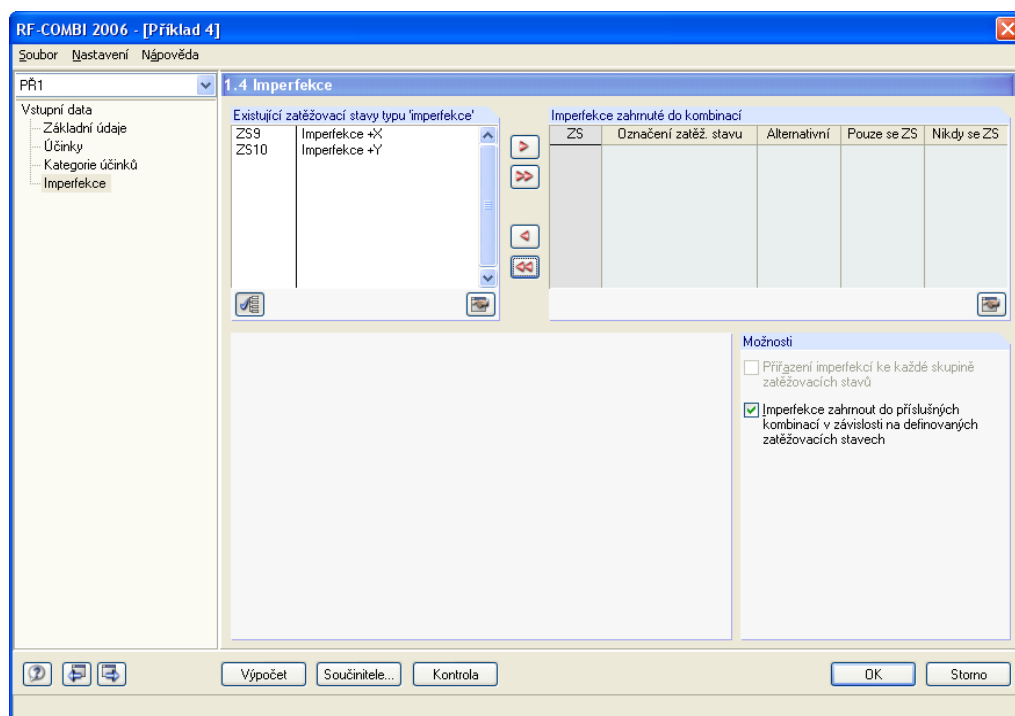 RF-COMBI 2006 - [Příklad 4]
Soubor Nastavení Nápověda
PŘ1
1.4 Imperfekce
Vstupní data
Základní údaje
Účinky
Kategorie účinků
Imperfekce
Existující zatěžovací stavy typu 'imperfekce'
ZS9 Imperfekce +X
ZS10 Imperfekce +Y
>
>>
<
<<
Imperfekce zahrnuté do kombinací
ZS Označení zatěž. stavu Alternativní Pouze se ZS Nikdy se ZS
Možnosti
Přiřazení imperfekcí ke každé skupině
zatěžovacích stavů
Imperfekce zahrnout do příslušných
kombinací v závislosti na definovaných
zatěžovacích stavech
Výpočet Součinitele... Kontrola OK Storno